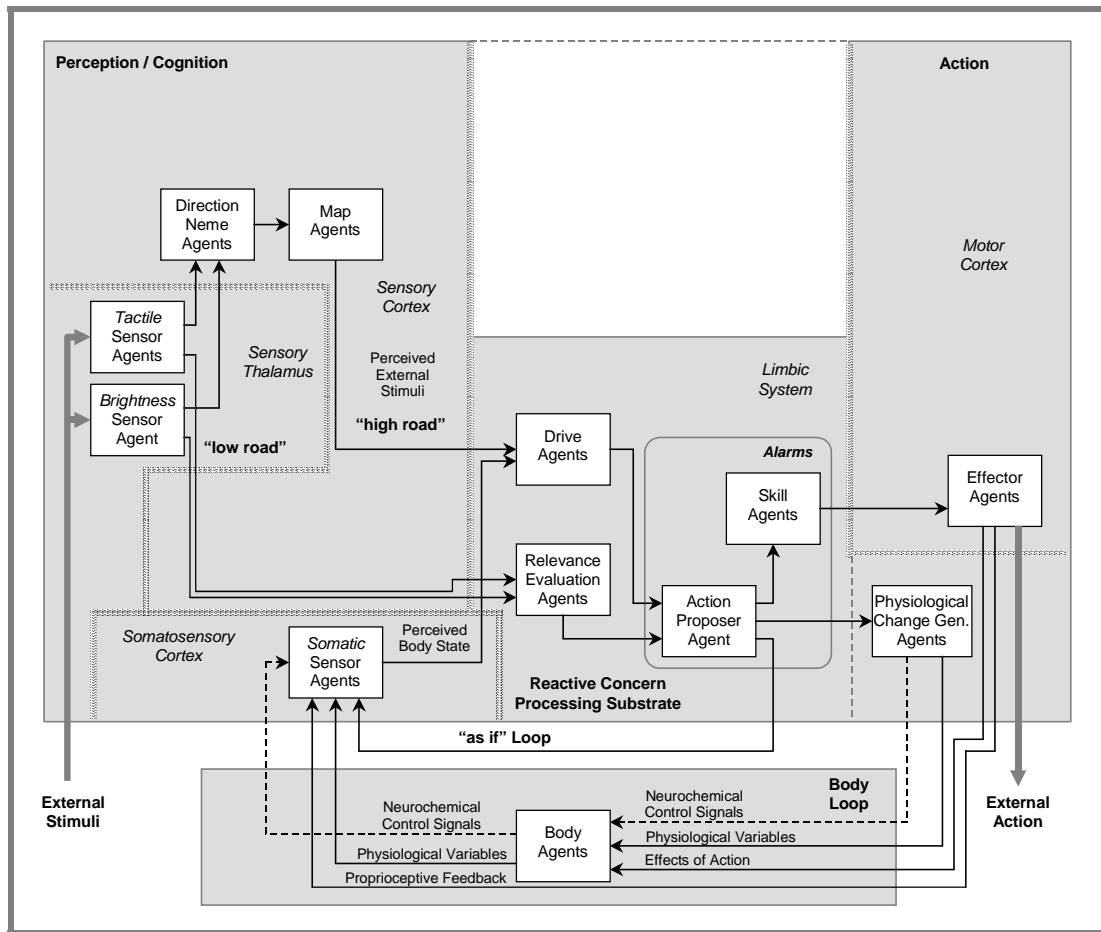 Perception / Cognition
Action
Direction
Neme
Agents
Map
Agents
Motor
Cortex
Sensory
Cortex
Tactile
Sensor
Agents
Sensory
Thalamus
Perceived
External
Stimuli
Limbic
System
Brightness
Sensor
Agent
"low road"
"high road"
Drive
Agents
Alarms
Skill
Agents
Effector
Agents
Relevance
Evaluation
Agents
Action
Proposer
Agent
Physiological
Change Gen.
Agents
Somatosensory
Cortex
Somatic
Sensor
Agents
Perceived
Body State
Reactive Concern
Processing Substrate
"as if" Loop
External
Stimuli
Body
Loop
External
Action
Neurochemical
Control Signals
Neurochemical
Control Signals
Body
Agents
Physiological Variables
Physiological Variables
Effects of Action
Proprioceptive Feedback